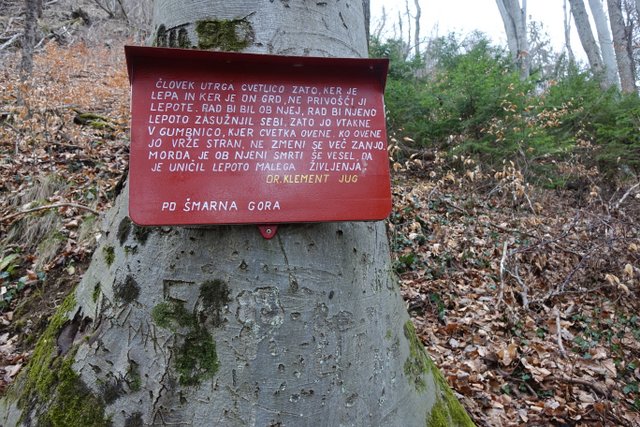 ČLOVEK UTRGA CVETLICO ZATO, KER JE
LEPA IN KER JE ON GRD, NE PRIVOŠČI JI
LEPOTE. RAD BI BIL OB NJEJ, RAD BI NJENO
LEPOTO ZASUŽNJIL SEBI, ZATO JO VTAKNE
V GUMBNICO, KJER CVETKA OVENE. KO OVENE
JO VRŽE STRAN, NE ZMENI SE VEČ ZANJO.
MORDA, JE OB NJENI SMRTI ŠE VESEL, DA
JE UNIČIL LEPOTO MALEGA ŽIVLJENJA.
DR. KLEMENT JUG
PD ŠMARNA GORA